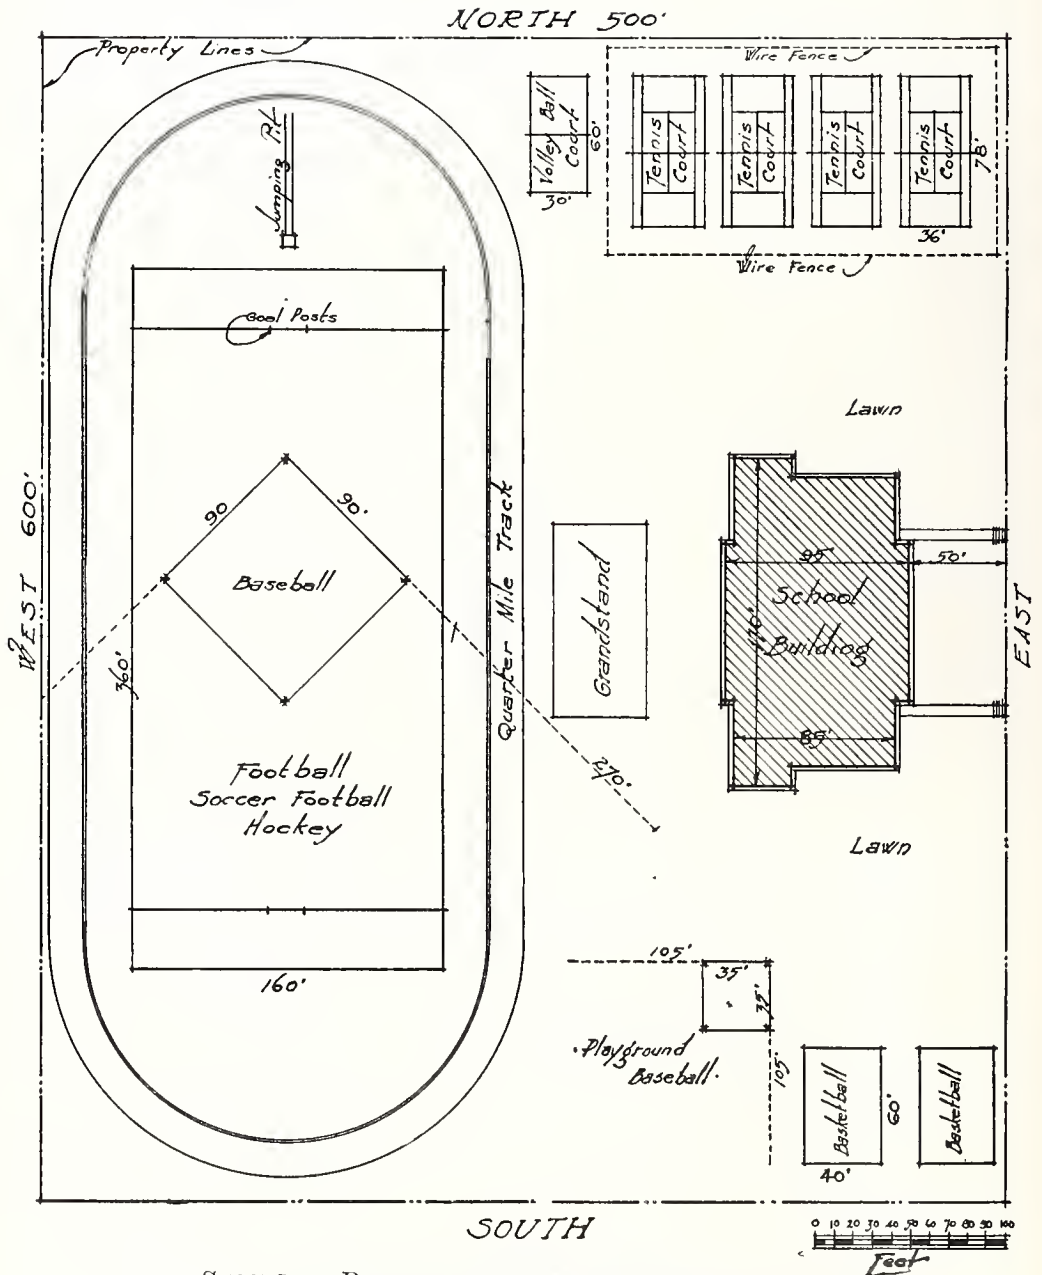 NORTH 500'
Property Lines
Wire Fence
Volley Ball
Court
60'
30'
Tennis
Court
Tennis
Court
Tennis
Court
Tennis
Court
78'
36'
Wire Fence
Jumping Pit
Goal Posts
Lawn
WEST 600'
90
90'
Baseball
360'
Quarter Mile Track
Grandstand
95'
50'
School
Building
170'
85'
EAST
270'
Football
Soccer Football
Hockey
Lawn
160'
105'
35'
35'
Playground
Baseball.
105'
Basketball
60'
Basketball
40'
SOUTH
0 10 20 30 40 50 60 70 80 90 100
Feet